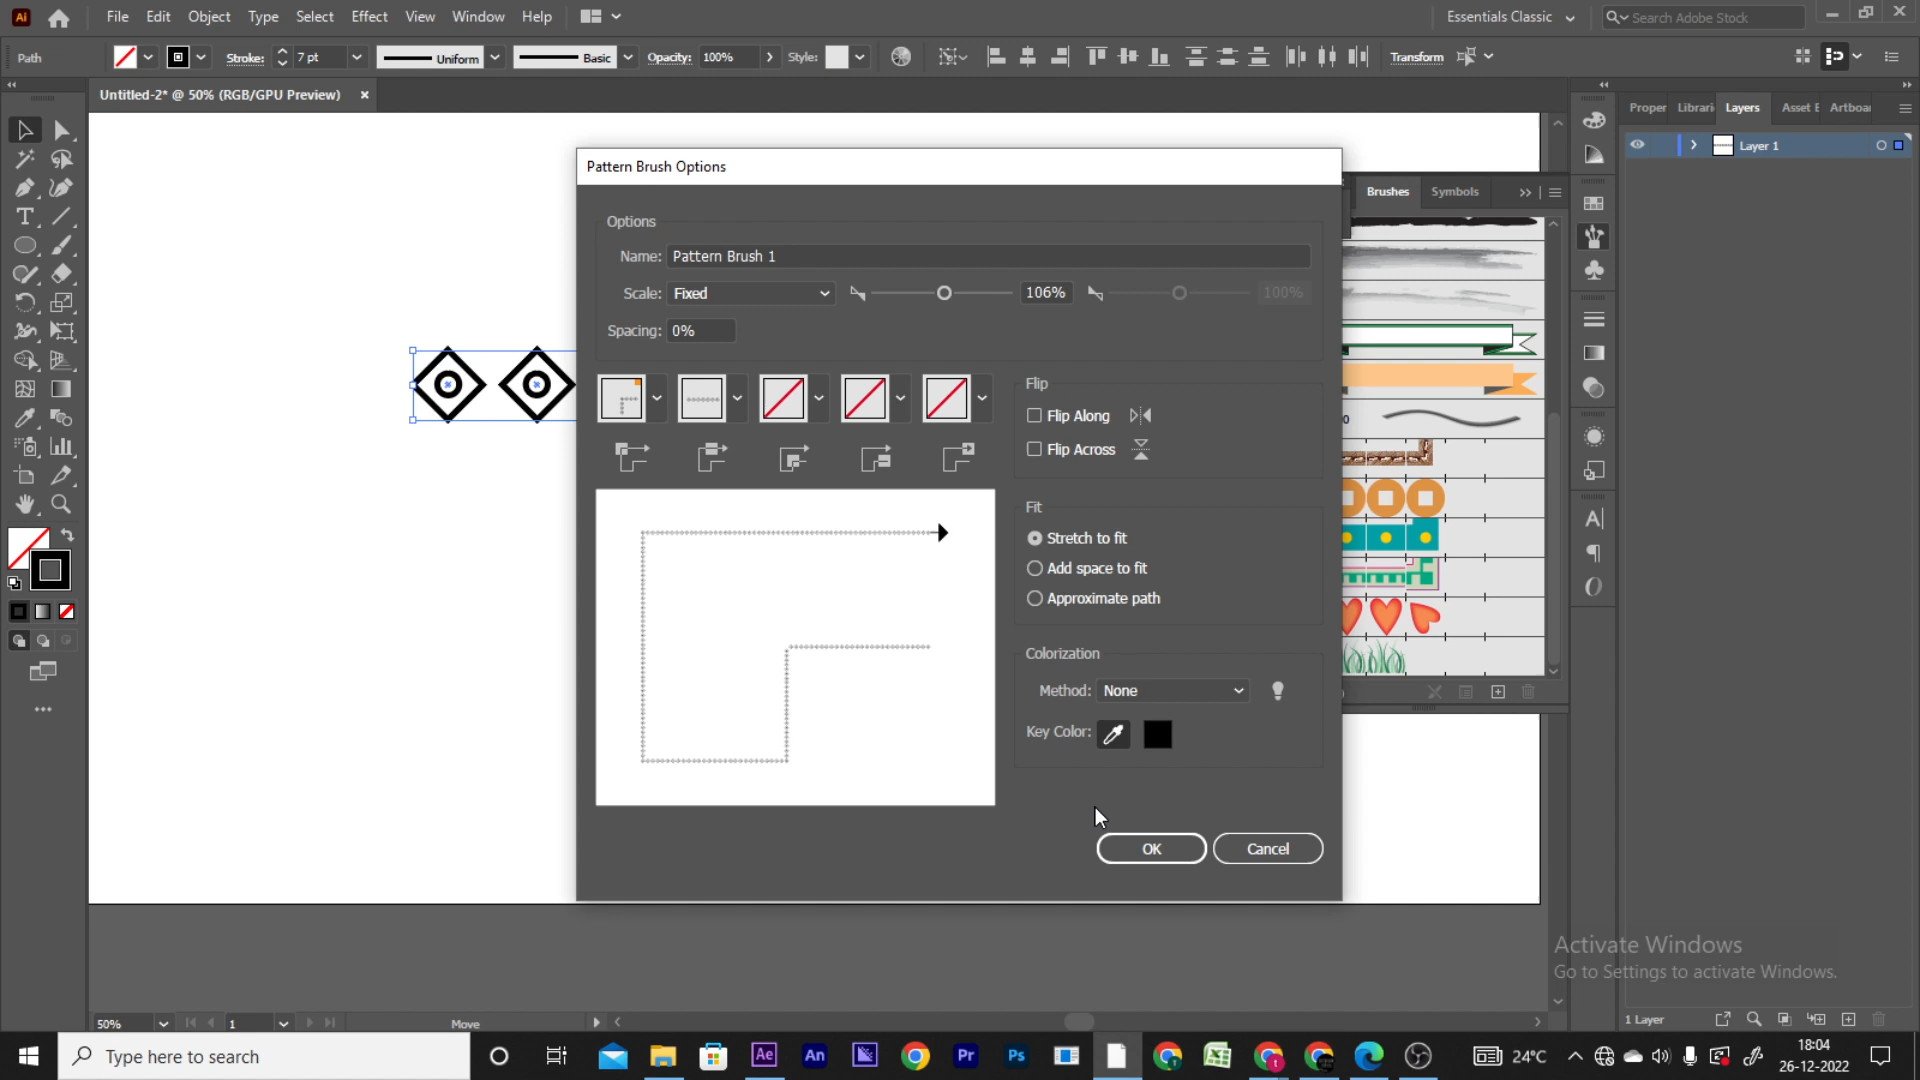 Ai File Edit Object Type Select Effect View Window Help Essentials Classic Search Adobe Stock
Path Stroke: 7 pt Uniform Basic Opacity: 100% Style: Transform
Untitled-2* @ 50% (RGB/GPU Preview) ×
Proper Librari Layers Asset E Artboa
Layer 1
Pattern Brush Options
Brushes Symbols
Options
Name: Pattern Brush 1
Scale: Fixed 106% 100%
Spacing: 0%
Flip
Flip Along
Flip Across
Fit
Stretch to fit
Add space to fit
Approximate path
Colorization
Method: None
Key Color:
OK Cancel
Activate Windows
Go to Settings to activate Windows.
50% 1 Move
1 Layer
Type here to search
Ae An Pr Ps
24°C
18:04
26-12-2022